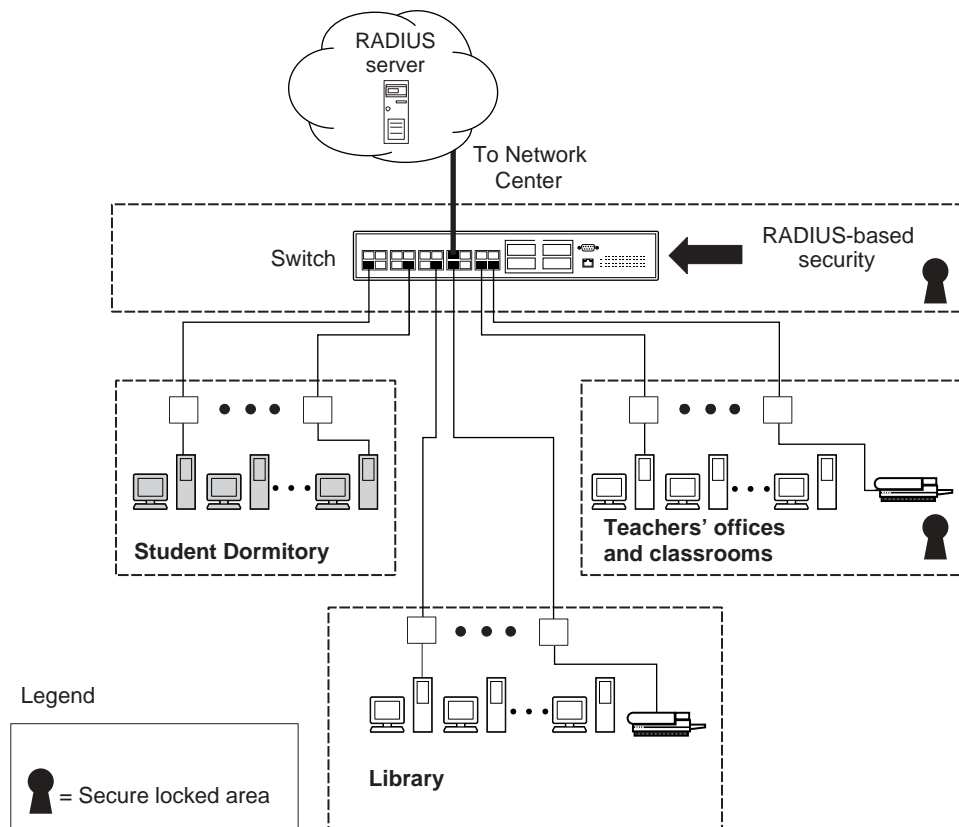 RADIUS
server
To Network
Center
Switch
RADIUS-based
security
Student Dormitory
Teachers’ offices
and classrooms
Library
Legend
= Secure locked area